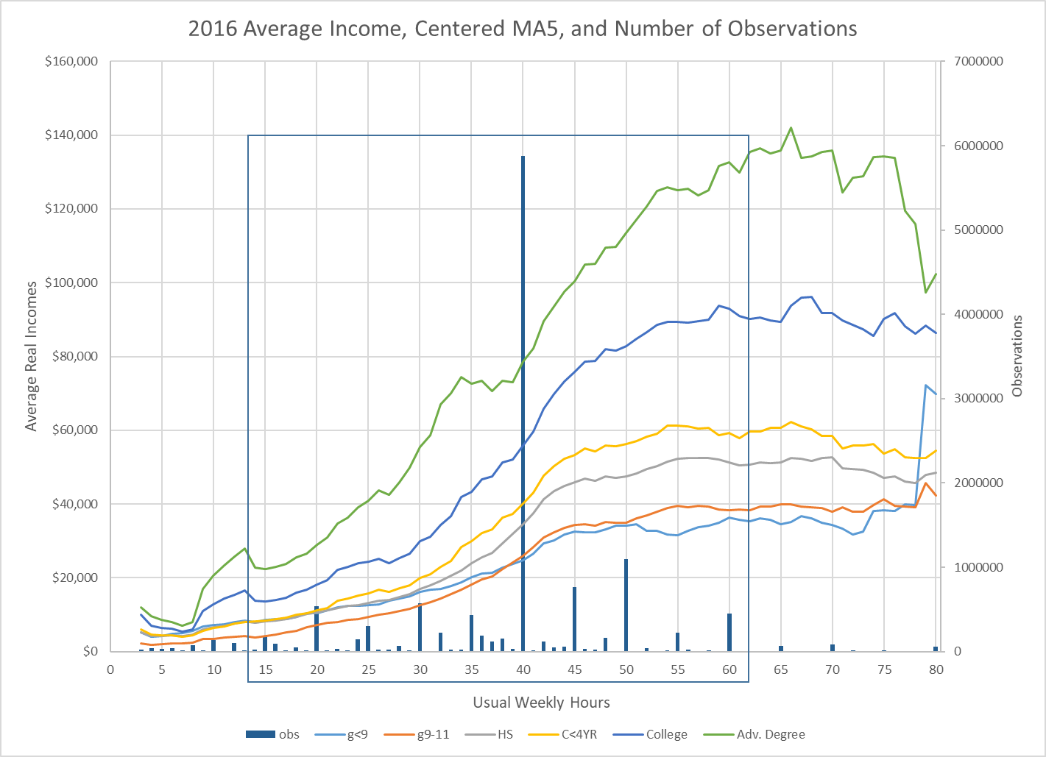 2016 Average Income, Centered MA5, and Number of Observations
$160,000
$140,000
$120,000
$100,000
$80,000
$60,000
$40,000
$20,000
$0
Average Real Incomes
7000000
6000000
5000000
4000000
3000000
2000000
1000000
0
Observations
0 5 10 15 20 25 30 35 40 45 50 55 60 65 70 75 80
Usual Weekly Hours
obs g<9 g9-11 HS C<4YR College Adv. Degree